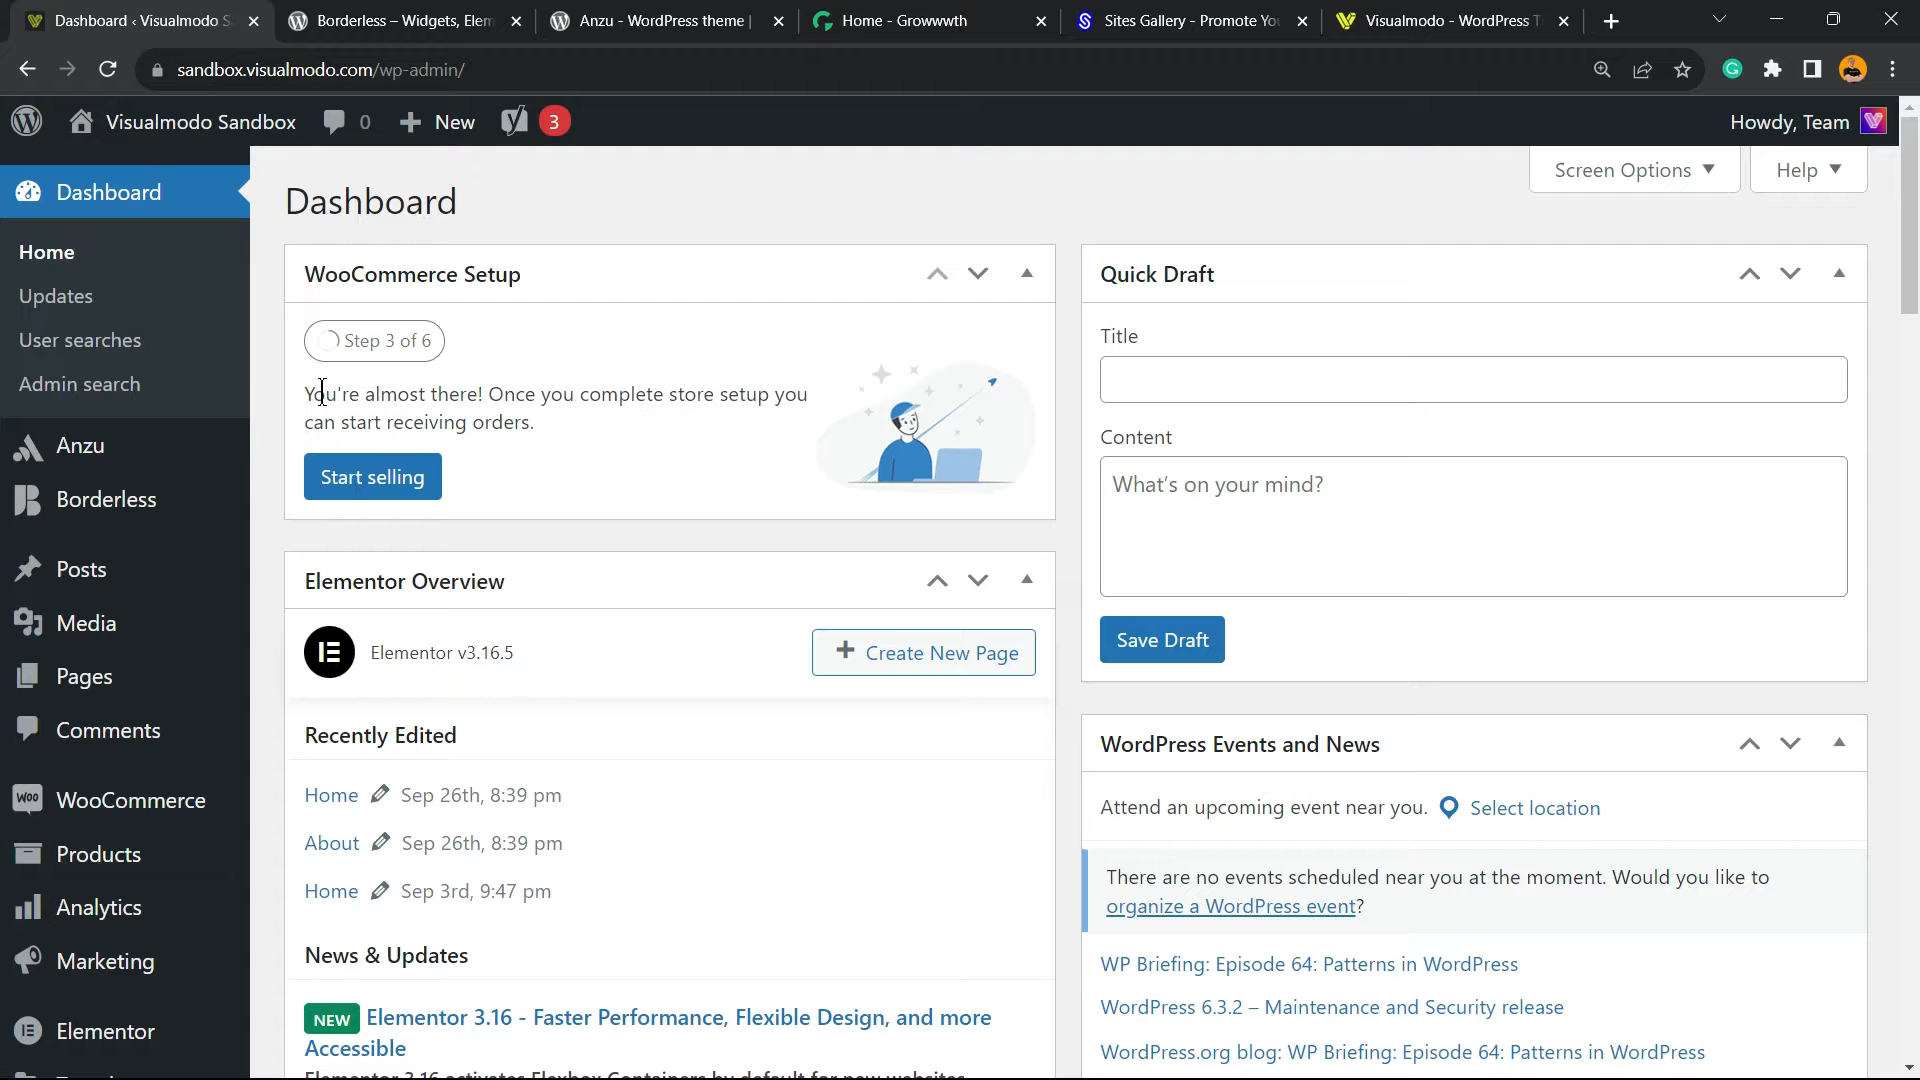 Dashboard ‹ Visualmodo S
Borderless – Widgets, Elem
Anzu - WordPress theme |
Home - Growwwth
Sites Gallery - Promote Yo
Visualmodo - WordPress T
sandbox.visualmodo.com/wp-admin/
Visualmodo Sandbox
0
New
3
Howdy, Team
Dashboard
Home
Updates
User searches
Admin search
Anzu
Borderless
Posts
Media
Pages
Comments
WooCommerce
Products
Analytics
Marketing
Elementor
Screen Options
Help
Dashboard
WooCommerce Setup
Step 3 of 6
You're almost there! Once you complete store setup you
can start receiving orders.
Start selling
Elementor Overview
Elementor v3.16.5
Create New Page
Recently Edited
Home Sep 26th, 8:39 pm
About Sep 26th, 8:39 pm
Home Sep 3rd, 9:47 pm
News & Updates
NEW Elementor 3.16 - Faster Performance, Flexible Design, and more
Accessible
Elementor 3.16 activates Flexbox Containers by default for new websites
Quick Draft
Title
Content
What's on your mind?
Save Draft
WordPress Events and News
Attend an upcoming event near you. Select location
There are no events scheduled near you at the moment. Would you like to
organize a WordPress event?
WP Briefing: Episode 64: Patterns in WordPress
WordPress 6.3.2 – Maintenance and Security release
WordPress.org blog: WP Briefing: Episode 64: Patterns in WordPress